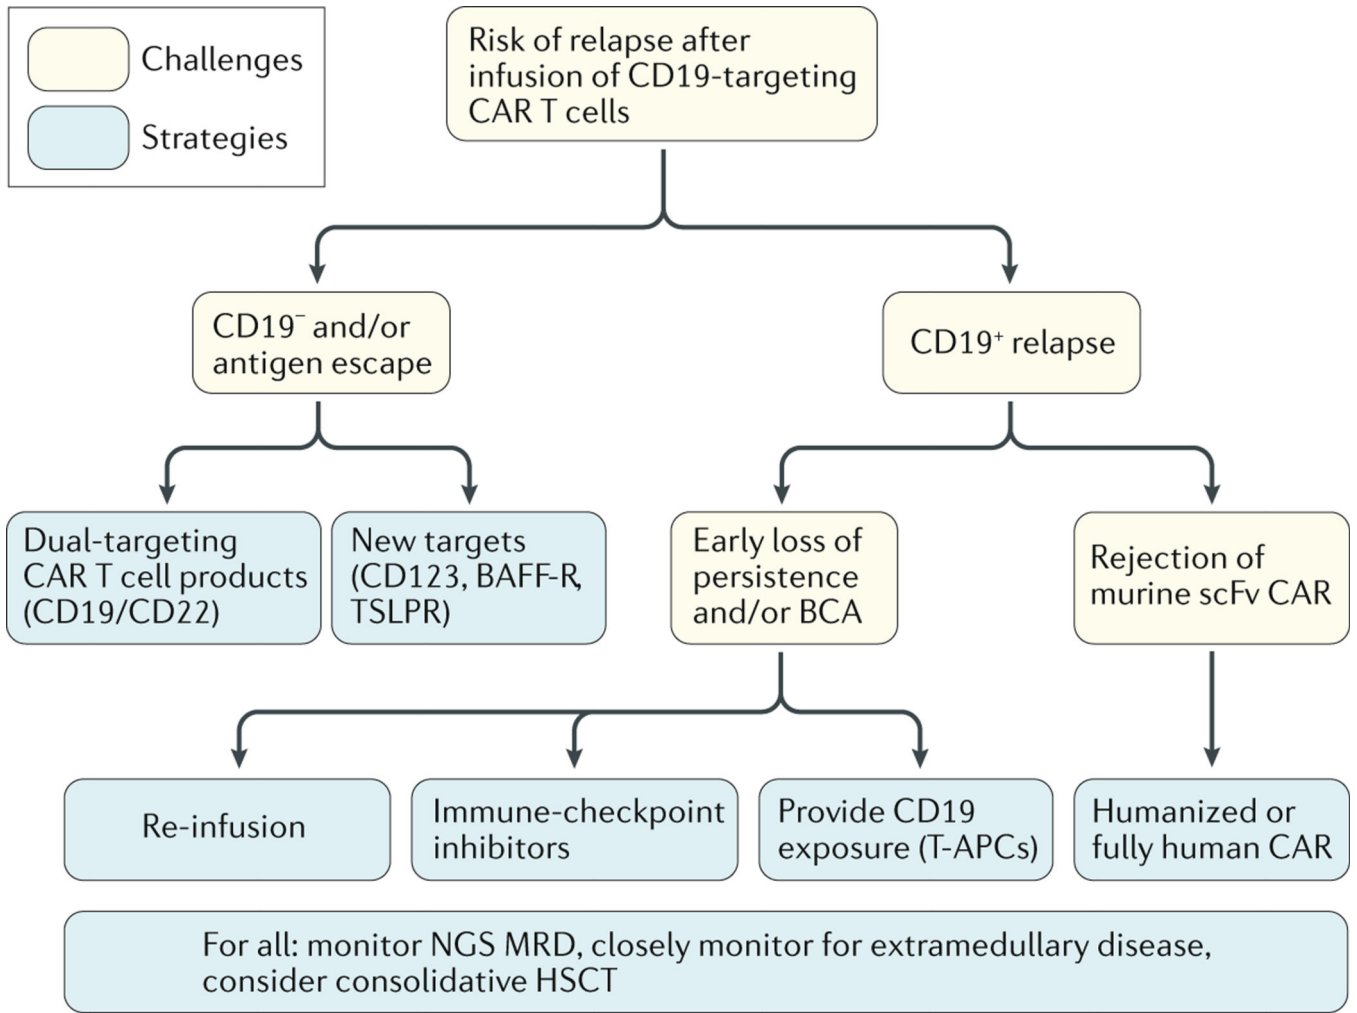 Challenges
Strategies
Risk of relapse after
infusion of CD19-targeting
CAR T cells
CD19⁻ and/or
antigen escape
CD19⁺ relapse
Dual-targeting
CAR T cell products
(CD19/CD22)
New targets
(CD123, BAFF-R,
TSLPR)
Early loss of
persistence
and/or BCA
Rejection of
murine scFv CAR
Re-infusion
Immune-checkpoint
inhibitors
Provide CD19
exposure (T-APCs)
Humanized or
fully human CAR
For all: monitor NGS MRD, closely monitor for extramedullary disease,
consider consolidative HSCT